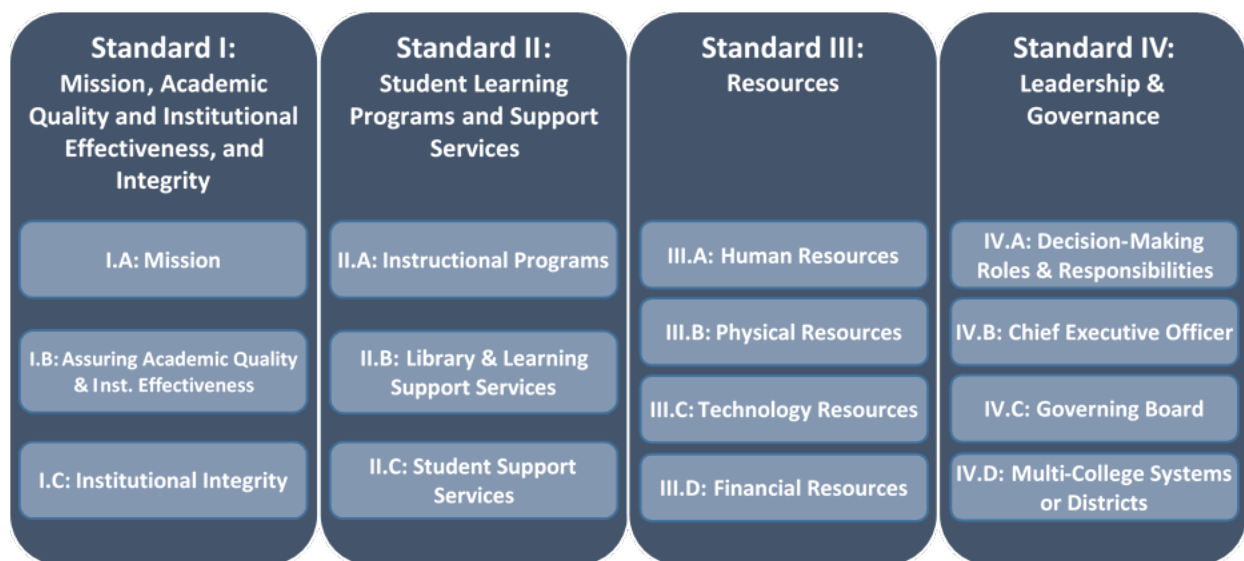 Standard I:
Mission, Academic
Quality and Institutional
Effectiveness, and
Integrity
I.A: Mission
I.B: Assuring Academic Quality
& Inst. Effectiveness
I.C: Institutional Integrity
Standard II:
Student Learning
Programs and Support
Services
II.A: Instructional Programs
II.B: Library & Learning
Support Services
II.C: Student Support
Services
Standard III:
Resources
III.A: Human Resources
III.B: Physical Resources
III.C: Technology Resources
III.D: Financial Resources
Standard IV:
Leadership &
Governance
IV.A: Decision-Making
Roles & Responsibilities
IV.B: Chief Executive Officer
IV.C: Governing Board
IV.D: Multi-College Systems
or Districts